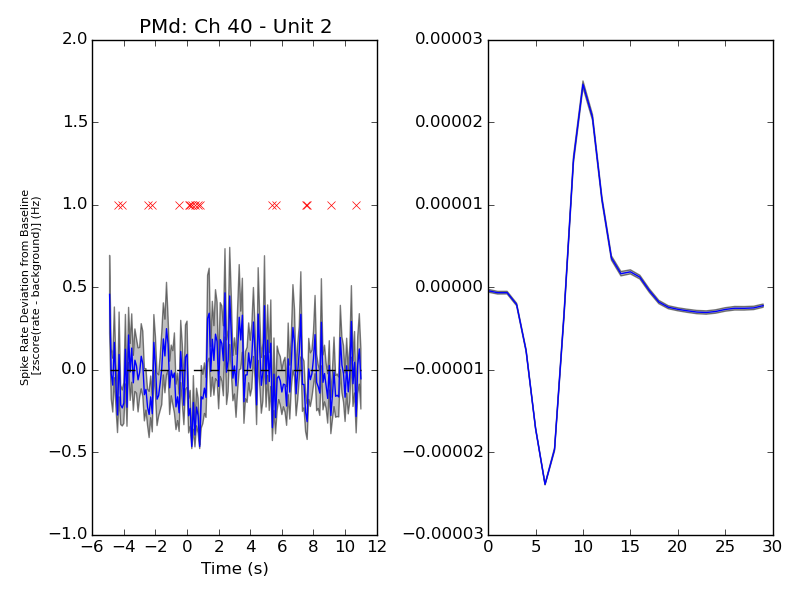 PMd: Ch 40 - Unit 2
2.0
1.5
1.0
0.5
0.0
−0.5
−1.0
−6 −4 −2 0 2 4 6 8 10 12
Time (s)
Spike Rate Deviation from Baseline
[zscore(rate - background)] (Hz)
0.00003
0.00002
0.00001
0.00000
−0.00001
−0.00002
−0.00003
0 5 10 15 20 25 30